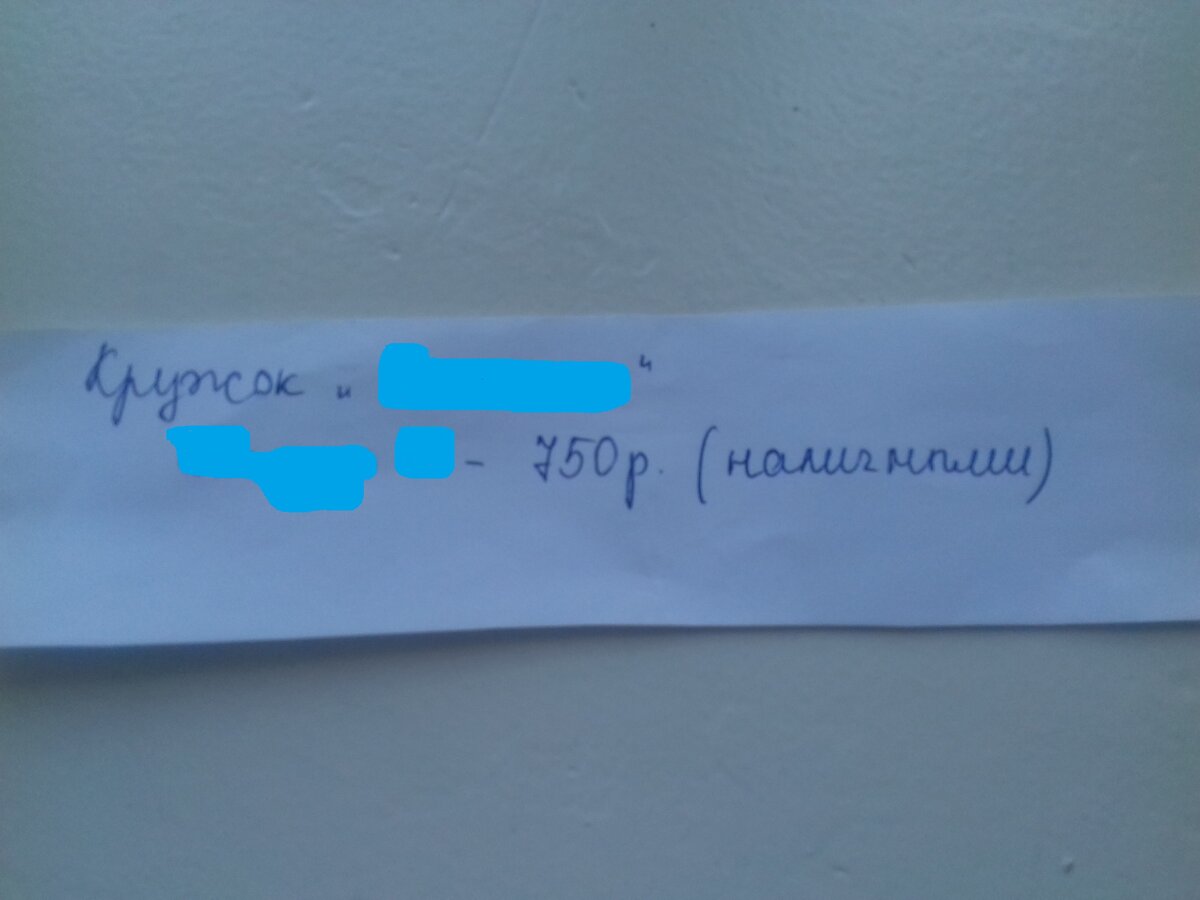 Кружок „ "
- 750р. (наличными)